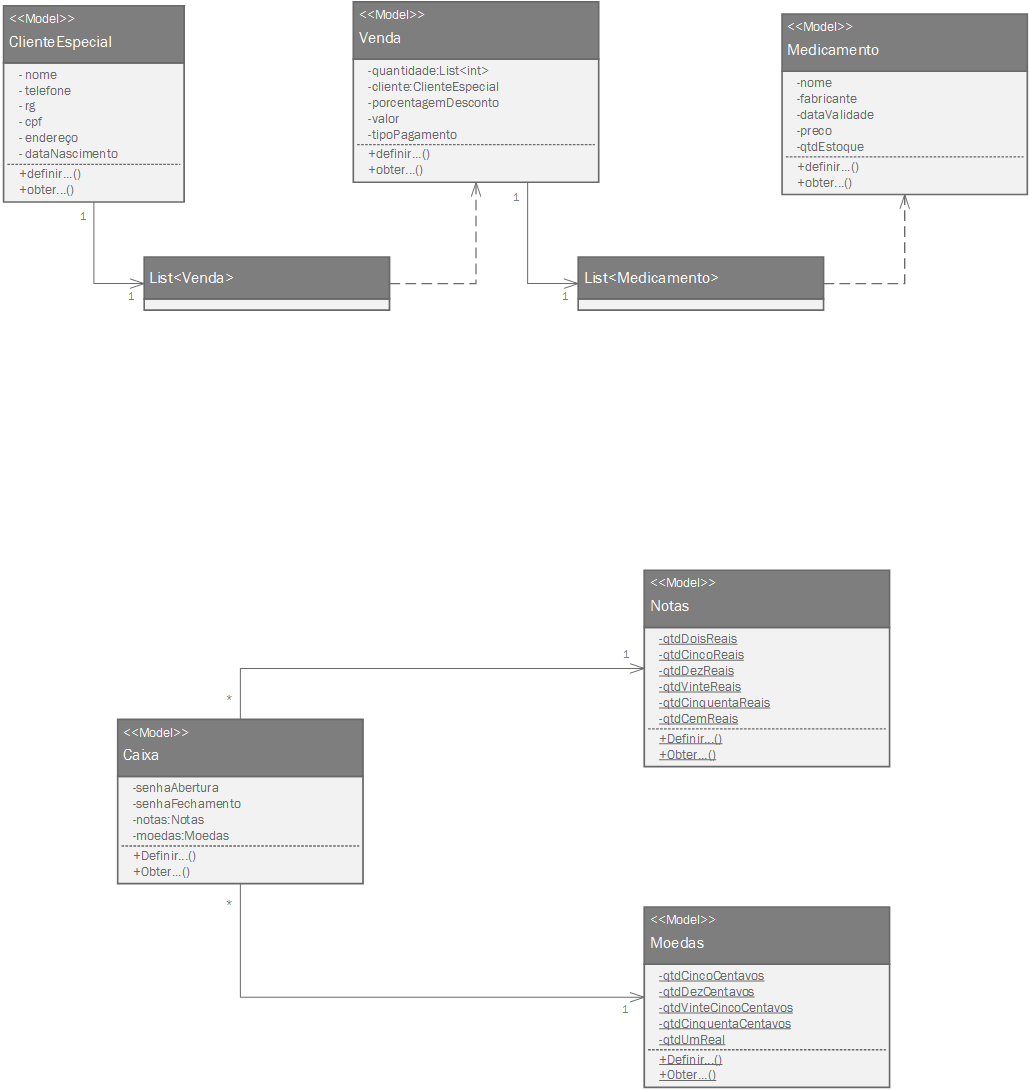 <<Model>>
ClienteEspecial
- nome
- telefone
- rg
- cpf
- endereço
- dataNascimento
+definir...()
+obter...()
1
1
List<Venda>
<<Model>>
Venda
-quantidade:List<int>
-cliente:ClienteEspecial
-porcentagemDesconto
-valor
-tipoPagamento
+definir...()
+obter...()
1
1
List<Medicamento>
<<Model>>
Medicamento
-nome
-fabricante
-dataValidade
-preco
-qtdEstoque
+definir...()
+obter...()
<<Model>>
Notas
-qtdDoisReais
-qtdCincoReais
-qtdDezReais
-qtdVinteReais
-qtdCinquentaReais
-qtdCemReais
+Definir...()
+Obter...()
1
*
<<Model>>
Caixa
-senhaAbertura
-senhaFechamento
-notas:Notas
-moedas:Moedas
+Definir...()
+Obter...()
*
1
<<Model>>
Moedas
-qtdCincoCentavos
-qtdDezCentavos
-qtdVinteCincoCentavos
-qtdCinquentaCentavos
-qtdUmReal
+Definir...()
+Obter...()